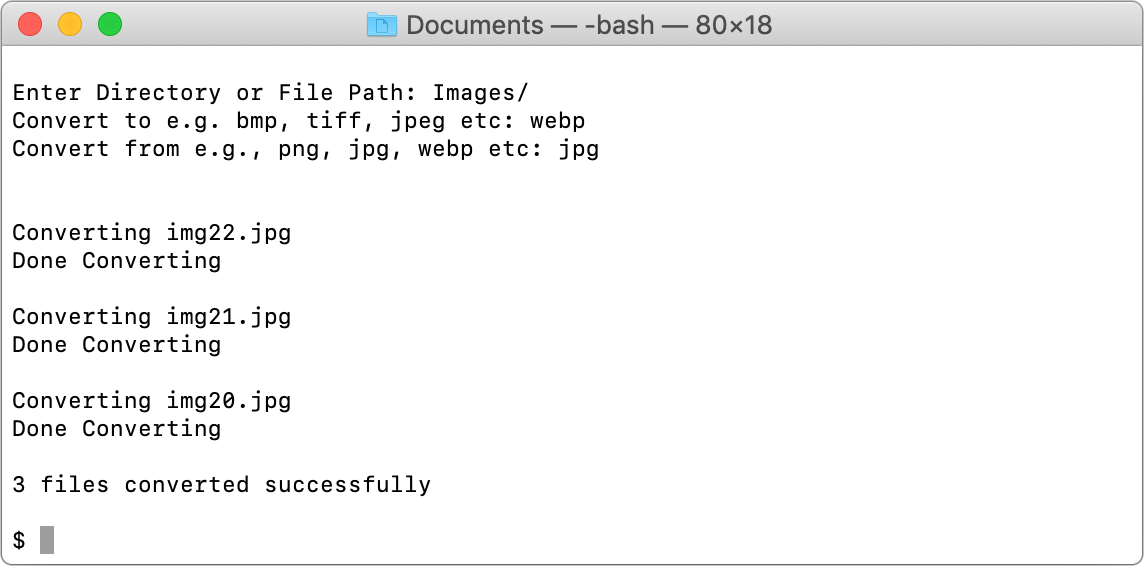 Documents — -bash — 80×18
Enter Directory or File Path: Images/
Convert to e.g. bmp, tiff, jpeg etc: webp
Convert from e.g., png, jpg, webp etc: jpg
Converting img22.jpg
Done Converting
Converting img21.jpg
Done Converting
Converting img20.jpg
Done Converting
3 files converted successfully
$